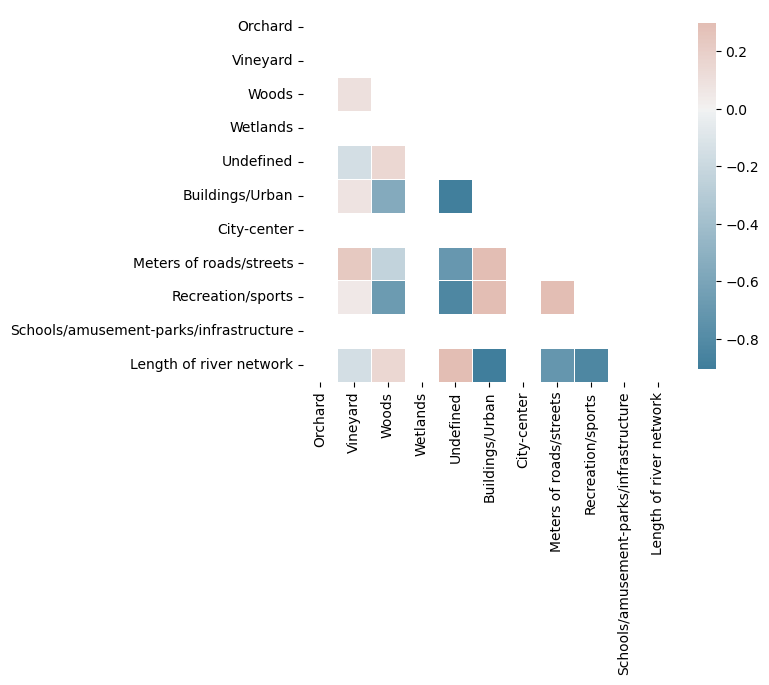 Orchard
Vineyard
Woods
Wetlands
Undefined
Buildings/Urban
City-center
Meters of roads/streets
Recreation/sports
Schools/amusement-parks/infrastructure
Length of river network
Orchard
Vineyard
Woods
Wetlands
Undefined
Buildings/Urban
City-center
Meters of roads/streets
Recreation/sports
Schools/amusement-parks/infrastructure
Length of river network
0.2
0.0
−0.2
−0.4
−0.6
−0.8